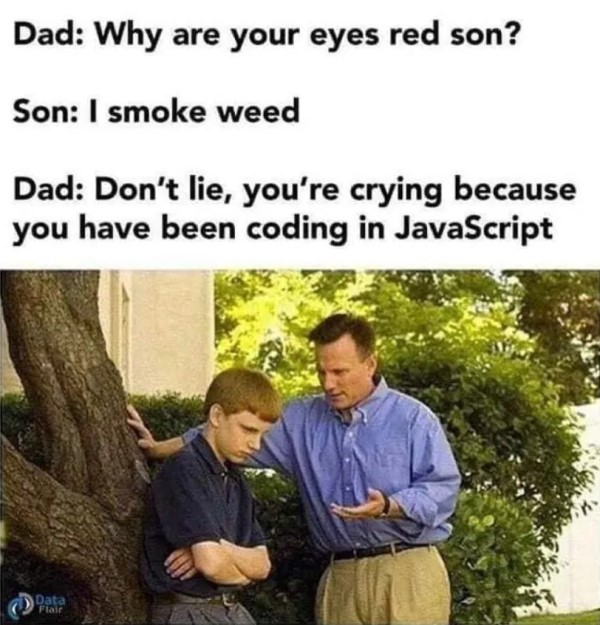 Dad: Why are your eyes red son?
Son: I smoke weed
Dad: Don't lie, you're crying because
you have been coding in JavaScript
Data
Flair